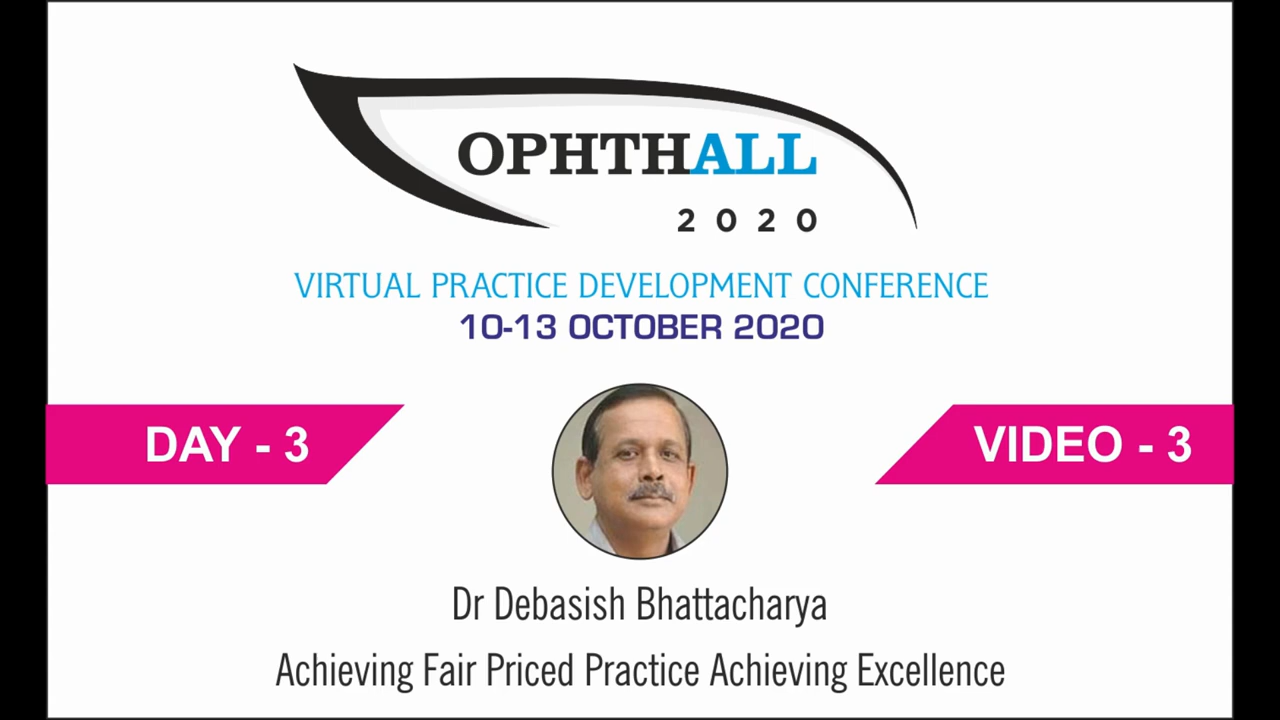 OPHTHALL
2020
VIRTUAL PRACTICE DEVELOPMENT CONFERENCE
10-13 OCTOBER 2020
DAY - 3
VIDEO - 3
Dr Debasish Bhattacharya
Achieving Fair Priced Practice Achieving Excellence